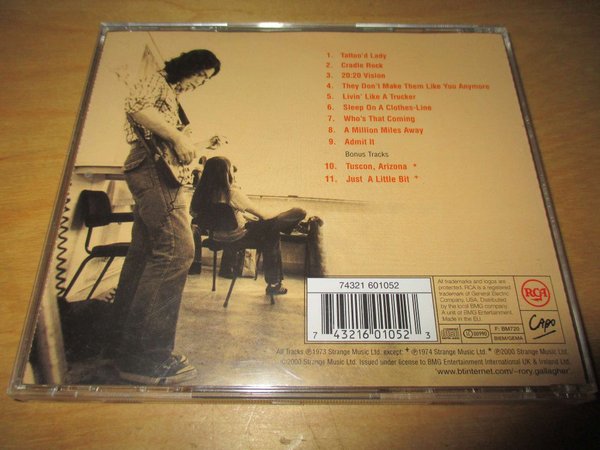 1. Tattoo'd Lady
2. Cradle Rock
3. 20:20 Vision
4. They Don't Make Them Like You Anymore
5. Livin' Like A Trucker
6. Sleep On A Clothes-Line
7. Who's That Coming
8. A Million Miles Away
9. Admit It
Bonus Tracks
10. Tuscon, Arizona *
11. Just A Little Bit *
74321 601052
7 43216 01052 3
All trademarks and logos are
protected. RCA is a registered
trademark of General Electric
Company, USA. Distributed
by the local BMG company.
A unit of BMG Entertainment.
Made in the EU.
RCA
Capo
F: BM720
BIEM/GEMA
All Tracks ℗1973 Strange Music Ltd. except: * ℗1974 Strange Music Ltd. * ℗2000 Strange Music Ltd.
©2000 Strange Music Ltd. Issued under license to BMG Entertainment International UK & Ireland Ltd.
'www.btinternet.com/~rory.gallagher'